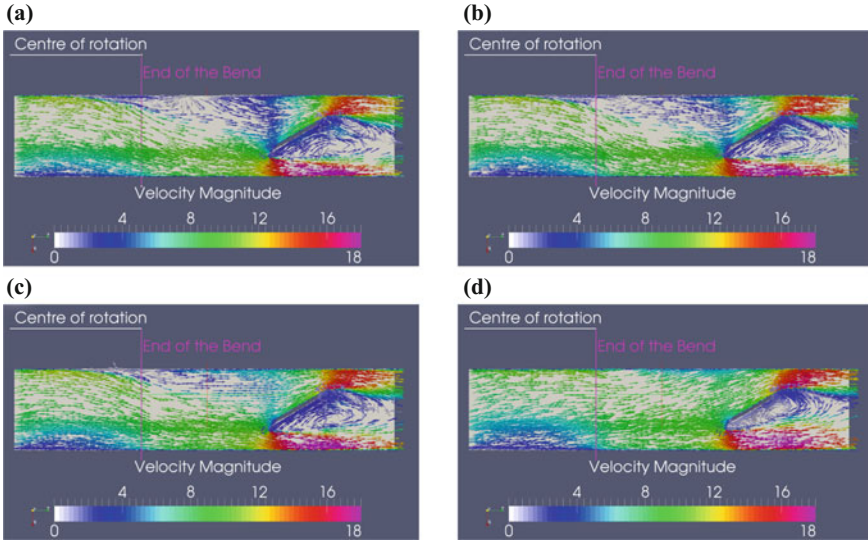 (a)
Centre of rotation
End of the Bend
Velocity Magnitude
4 8 12 16
0 18
(b)
Centre of rotation
End of the Bend
Velocity Magnitude
4 8 12 16
0 18
(c)
Centre of rotation
End of the Bend
Velocity Magnitude
4 8 12 16
0 18
(d)
Centre of rotation
End of the Bend
Velocity Magnitude
4 8 12 16
0 18